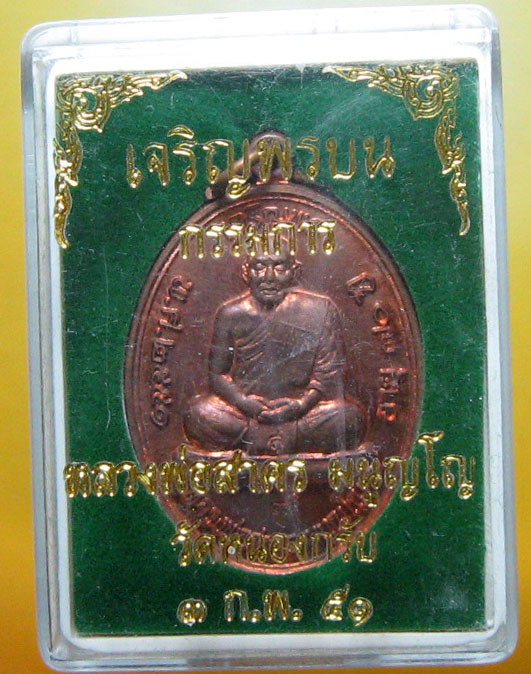 เจริญพรบน
กรรมการ
หลวงพ่อสาคร มนุญโญ
วัดหนองกรับ
๓ ก.พ. ๕๑